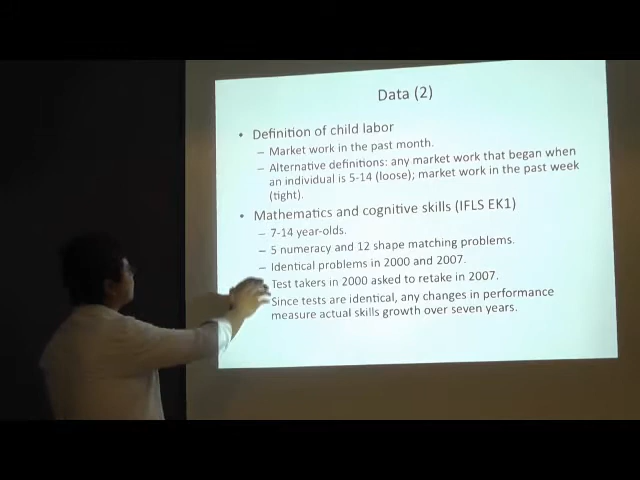 Data (2)
• Definition of child labor
– Market work in the past month.
– Alternative definitions: any market work that began when
an individual is 5-14 (loose); market work in the past week
(tight).
• Mathematics and cognitive skills (IFLS EK1)
– 7-14 year-olds.
– 5 numeracy and 12 shape matching problems.
– Identical problems in 2000 and 2007.
Test takers in 2000 asked to retake in 2007.
Since tests are identical, any changes in performance
measure actual skills growth over seven years.